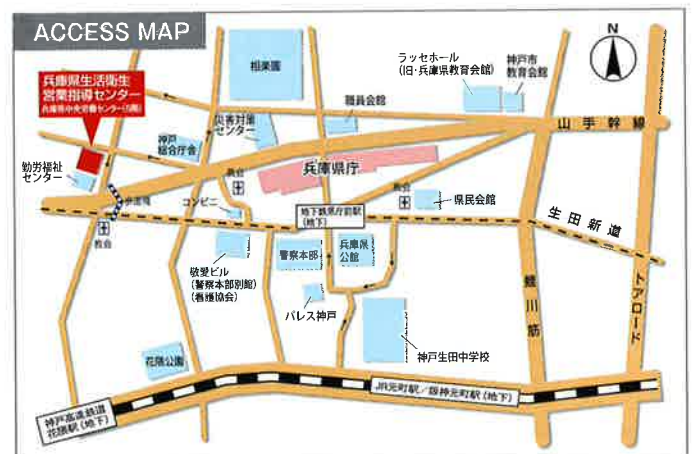 ACCESS MAP
N
兵庫県生活衛生
営業指導センター
兵庫県中央労働センター(5階)
相楽園
ラッセホール
(旧・兵庫県教育会館)
神戸市
教育会館
職員会館
災害対策
センター
神戸
総合庁舎
山手幹線
兵庫県庁
勤労福祉
センター
歩道橋
教会
コンビニ
教会
県民会館
地下鉄県庁前駅
(地下)
生田新道
教会
敬愛ビル
(警察本部別館)
(看護協会)
警察本部
兵庫県
公館
パレス神戸
鯉川筋
トアロード
神戸生田中学校
花隈公園
JR元町駅/阪神元町駅(地下)
神戸高速鉄道
花隈駅(地下)